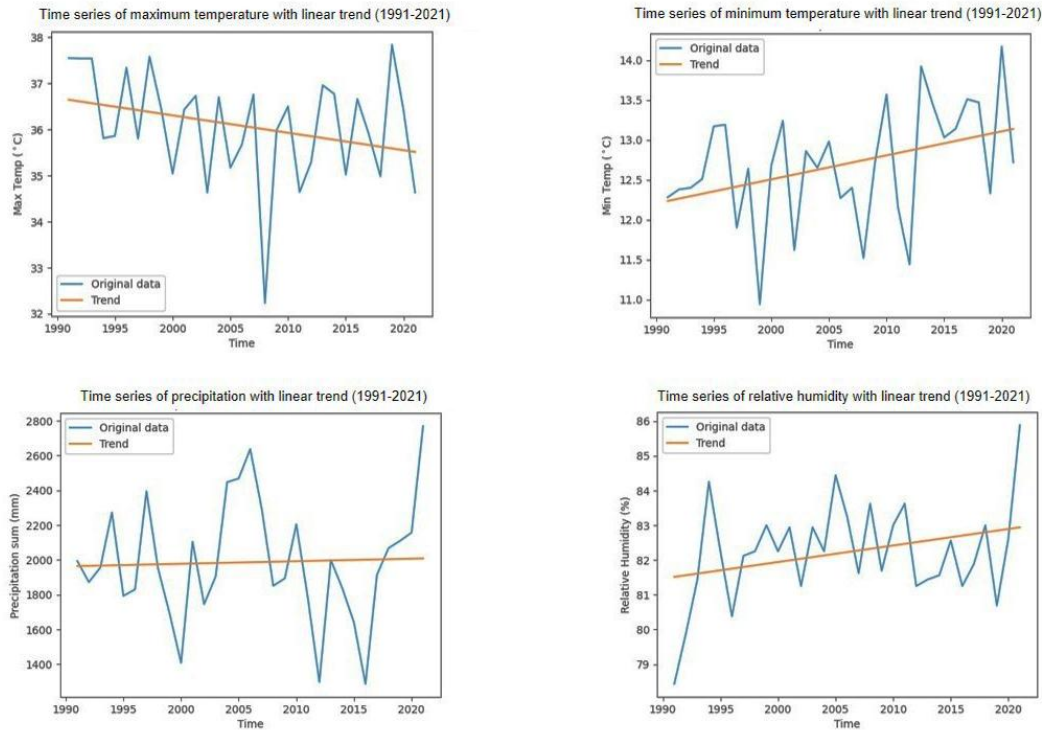 Time series of maximum temperature with linear trend (1991-2021)
38
37
36
35
34
33
32
Max Temp (°C)
Original data
Trend
1990 1995 2000 2005 2010 2015 2020
Time
Time series of minimum temperature with linear trend (1991-2021)
14.0
13.5
13.0
12.5
12.0
11.5
11.0
Min Temp (°C)
Original data
Trend
1990 1995 2000 2005 2010 2015 2020
Time
Time series of precipitation with linear trend (1991-2021)
2800
2600
2400
2200
2000
1800
1600
1400
Precipitation sum (mm)
Original data
Trend
1990 1995 2000 2005 2010 2015 2020
Time
Time series of relative humidity with linear trend (1991-2021)
86
85
84
83
82
81
80
79
Relative Humidity (%)
Original data
Trend
1990 1995 2000 2005 2010 2015 2020
Time